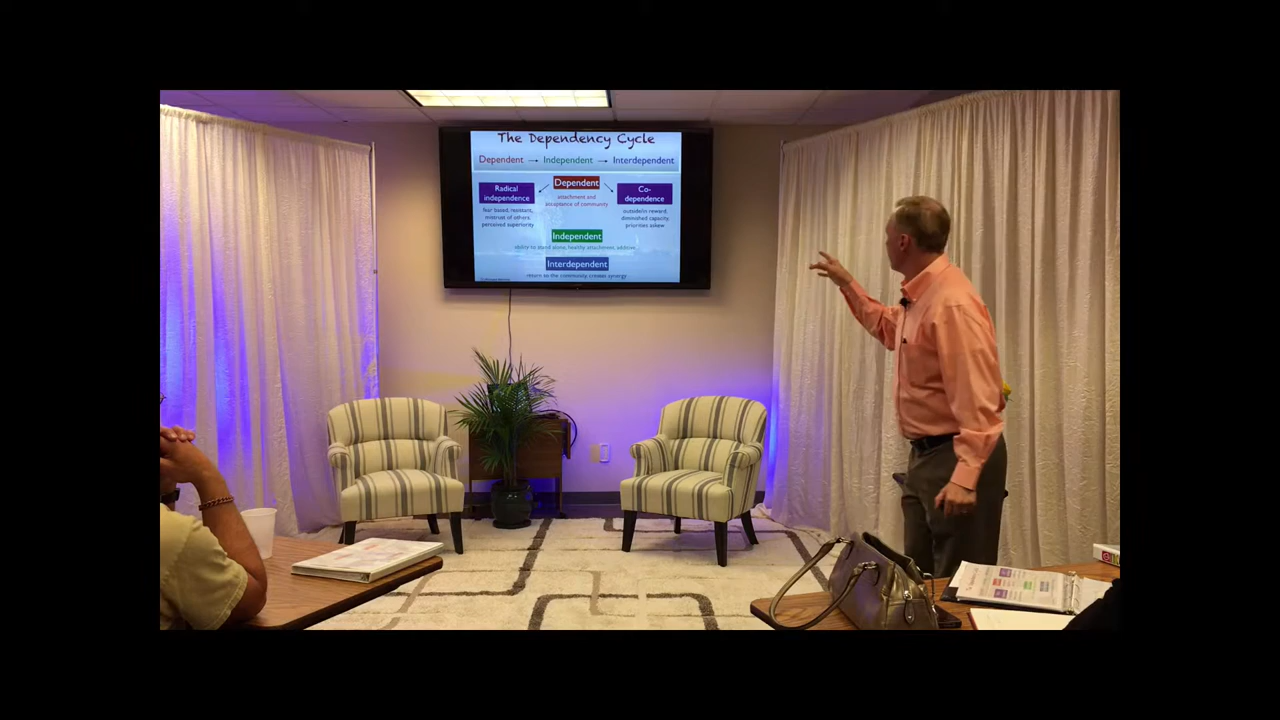 The Dependency Cycle
Dependent → Independent → Interdependent
Dependent
attachment and
acceptance of community
Radical
independence
fear based, resistant,
mistrust of others,
perceived superiority
Co-
dependence
outside/in reward,
diminished capacity
priorities askew
Independent
ability to stand alone, healthy attachment,
Interdependent
return to the community, creates synergy